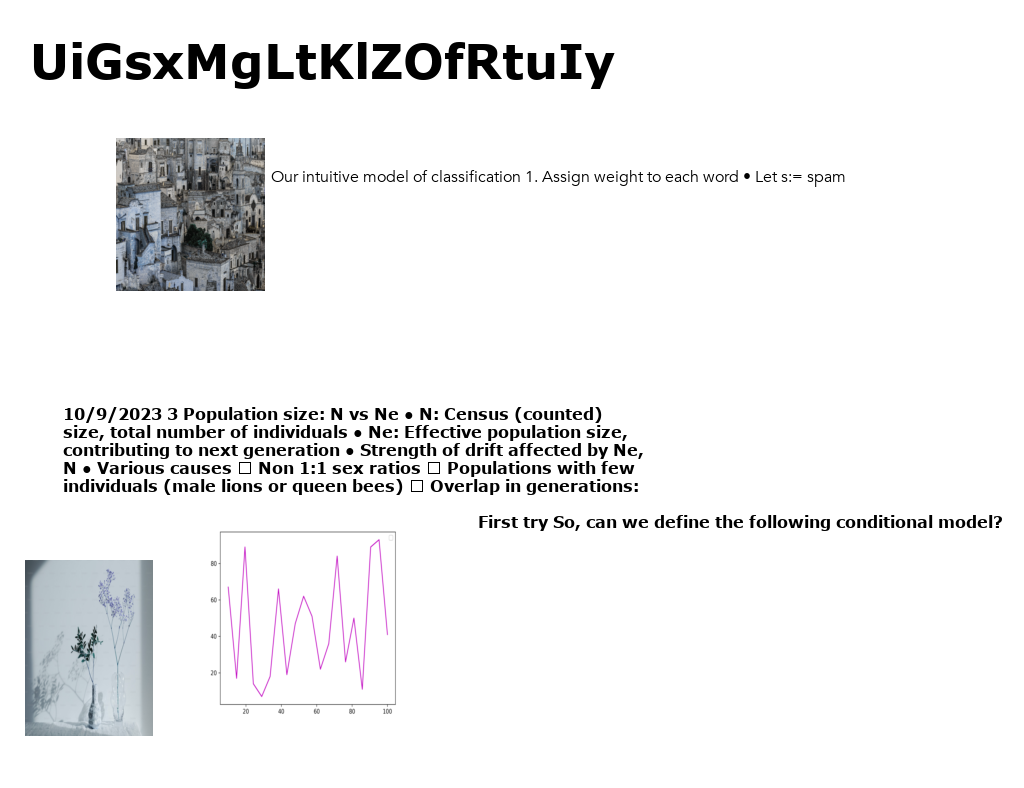 UiGsxMgLtKlZOfRtuIy
Our intuitive model of classification 1. Assign weight to each word • Let s:= spam
10/9/2023 3 Population size: N vs Ne ● N: Census (counted)
size, total number of individuals ● Ne: Effective population size,
contributing to next generation ● Strength of drift affected by Ne,
N ● Various causes □ Non 1:1 sex ratios □ Populations with few
individuals (male lions or queen bees) □ Overlap in generations:
First try So, can we define the following conditional model?
80
60
40
20
20 40 60 80 100